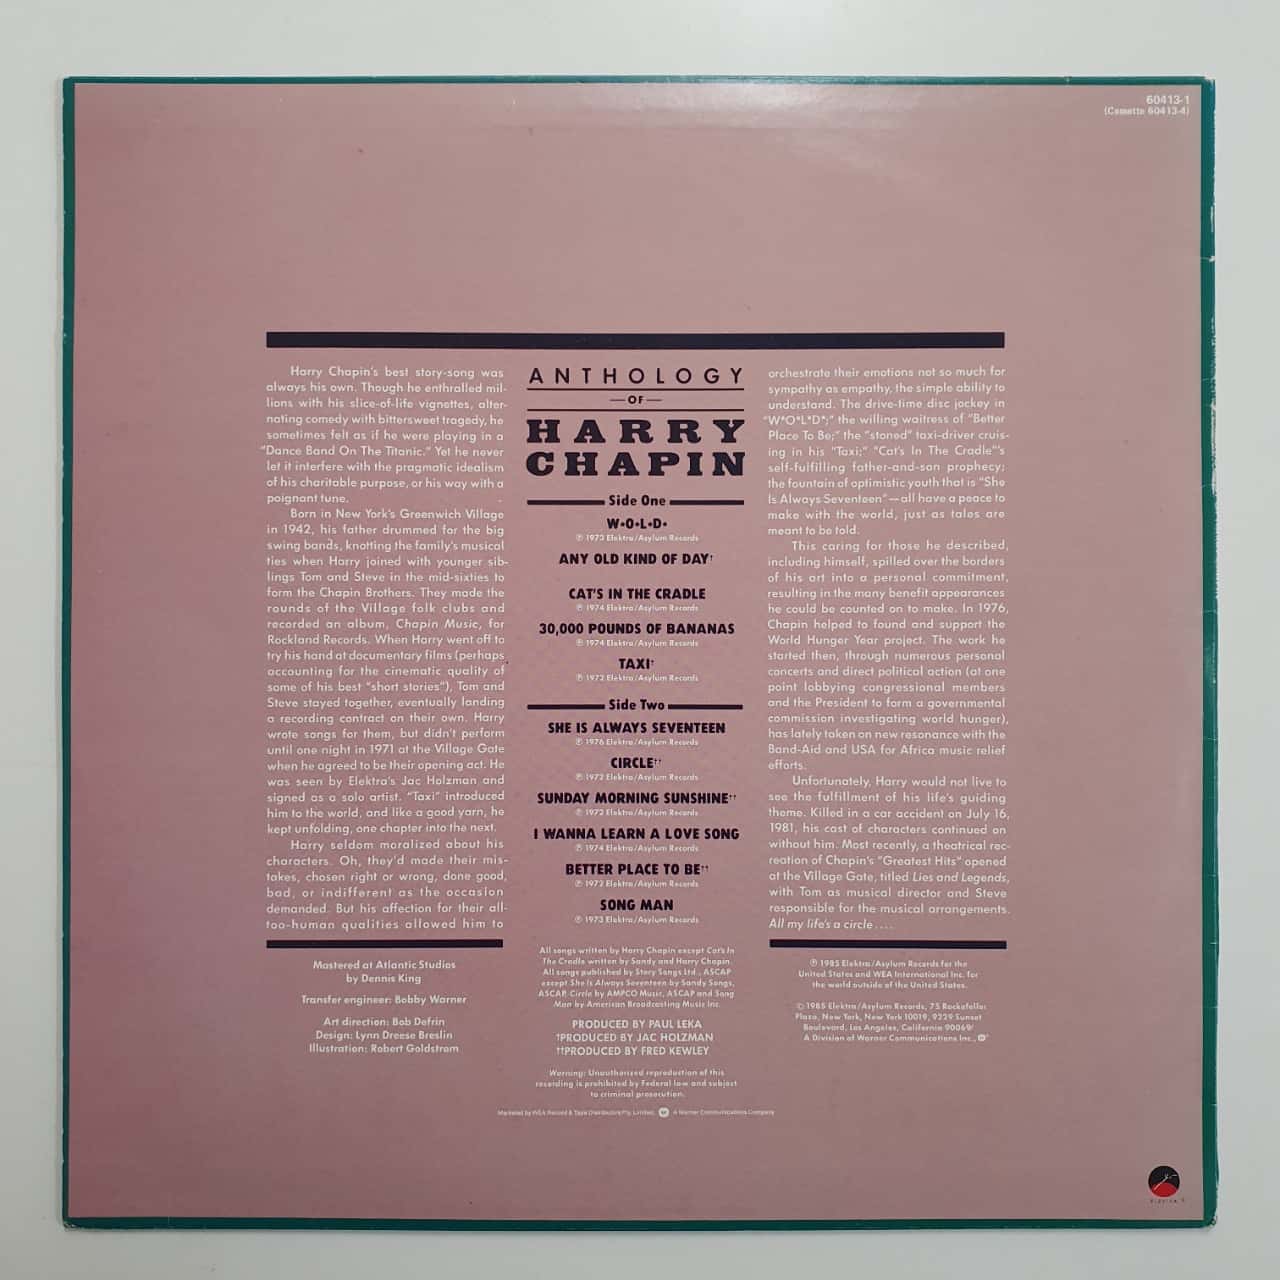 60413-1
(Cassette 60413-4)
Harry Chapin's best story-song was
always his own. Though he enthralled mil-
lions with his slice-of-life vignettes, alter-
nating comedy with bittersweet tragedy, he
sometimes felt as if he were playing in a
"Dance Band On The Titanic." Yet he never
let it interfere with the pragmatic idealism
of his charitable purpose, or his way with a
poignant tune.
Born in New York's Greenwich Village
in 1942, his father drummed for the big
swing bands, knotting the family's musical
ties when Harry joined with younger sib-
lings Tom and Steve in the mid-sixties to
form the Chapin Brothers. They made the
rounds of the Village folk clubs and
recorded an album, Chapin Music, for
Rockland Records. When Harry went off to
try his hand at documentary films (perhaps
accounting for the cinematic quality of
some of his best "short stories"), Tom and
Steve stayed together, eventually landing
a recording contract on their own. Harry
wrote songs for them, but didn't perform
until one night in 1971 at the Village Gate
when he agreed to be their opening act. He
was seen by Elektra's Jac Holzman and
signed as a solo artist. "Taxi" introduced
him to the world, and like a good yarn, he
kept unfolding, one chapter into the next.
Harry seldom moralized about his
characters. Oh, they'd made their mis-
takes, chosen right or wrong, done good,
bad, or indifferent as the occasion
demanded. But his affection for their all-
too-human qualities allowed him to
Mastered at Atlantic Studios
by Dennis King
Transfer engineer: Bobby Warner
Art direction: Bob Defrin
Design: Lynn Dreese Breslin
Illustration: Robert Goldstrom
ANTHOLOGY
—OF—
HARRY
CHAPIN
Side One
W•O•L•D•
℗ 1973 Elektra/Asylum Records
ANY OLD KIND OF DAY†
CAT'S IN THE CRADLE
℗ 1974 Elektra/Asylum Records
30,000 POUNDS OF BANANAS
℗ 1974 Elektra/Asylum Records
TAXI†
℗ 1972 Elektra/Asylum Records
Side Two
SHE IS ALWAYS SEVENTEEN
℗ 1976 Elektra/Asylum Records
CIRCLE††
℗ 1972 Elektra/Asylum Records
SUNDAY MORNING SUNSHINE††
℗ 1972 Elektra/Asylum Records
I WANNA LEARN A LOVE SONG
℗ 1974 Elektra/Asylum Records
BETTER PLACE TO BE††
℗ 1972 Elektra/Asylum Records
SONG MAN
℗ 1973 Elektra/Asylum Records
All songs written by Harry Chapin except Cat's In
The Cradle written by Sandy and Harry Chapin.
All songs published by Story Songs Ltd., ASCAP
except She Is Always Seventeen by Sandy Songs,
ASCAP, Circle by AMPCO Music, ASCAP and Song
Man by American Broadcasting Music Inc.
PRODUCED BY PAUL LEKA
†PRODUCED BY JAC HOLZMAN
††PRODUCED BY FRED KEWLEY
Warning: Unauthorized reproduction of this
recording is prohibited by Federal law and subject
to criminal prosecution.
Marketed by WEA Record & Tape Distributors Pty. Limited. A Warner Communications Company
orchestrate their emotions not so much for
sympathy as empathy, the simple ability to
understand. The drive-time disc jockey in
"W*O*L*D*;" the willing waitress of "Better
Place To Be;" the "stoned" taxi-driver cruis-
ing in his "Taxi;" "Cat's In The Cradle"'s
self-fulfilling father-and-son prophecy;
the fountain of optimistic youth that is "She
Is Always Seventeen"—all have a peace to
make with the world, just as tales are
meant to be told.
This caring for those he described,
including himself, spilled over the borders
of his art into a personal commitment,
resulting in the many benefit appearances
he could be counted on to make. In 1976,
Chapin helped to found and support the
World Hunger Year project. The work he
started then, through numerous personal
concerts and direct political action (at one
point lobbying congressional members
and the President to form a governmental
commission investigating world hunger),
has lately taken on new resonance with the
Band-Aid and USA for Africa music relief
efforts.
Unfortunately, Harry would not live to
see the fulfillment of his life's guiding
theme. Killed in a car accident on July 16,
1981, his cast of characters continued on
without him. Most recently, a theatrical rec-
reation of Chapin's "Greatest Hits" opened
at the Village Gate, titled Lies and Legends,
with Tom as musical director and Steve
responsible for the musical arrangements.
All my life's a circle....
℗ 1985 Elektra/Asylum Records for the
United States and WEA International Inc. for
the world outside of the United States.
© 1985 Elektra/Asylum Records, 75 Rockefeller
Plaza, New York, New York 10019, 9229 Sunset
Boulevard, Los Angeles, California 90069/
A Division of Warner Communications Inc.,